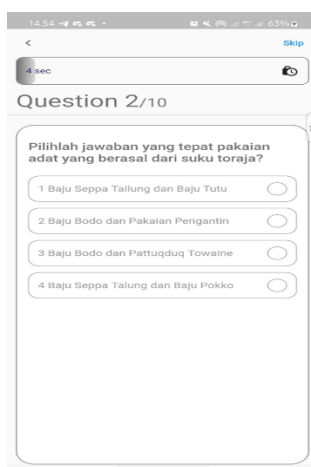 14.54
63%
Skip
4 sec
Question 2/10
Pilihlah jawaban yang tepat pakaian
adat yang berasal dari suku toraja?
1 Baju Seppa Tallung dan Baju Tutu
2 Baju Bodo dan Pakaian Pengantin
3 Baju Bodo dan Pattuqduq Towaine
4 Baju Seppa Talung dan Baju Pokko